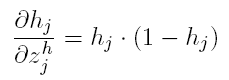 ∂h_j / ∂z_j^h = h_j · (1 − h_j)